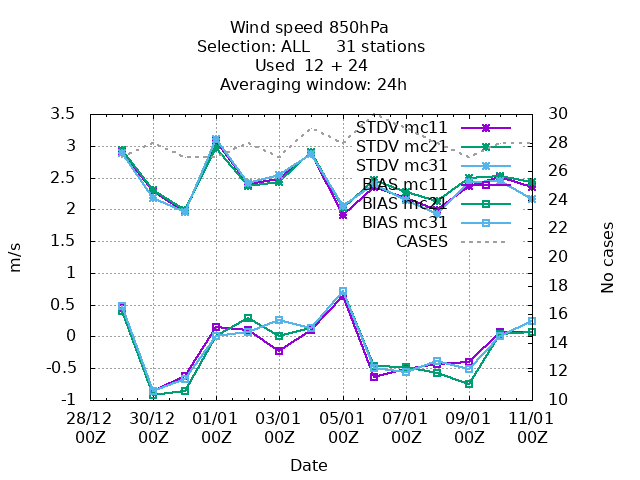 Wind speed 850hPa
Selection: ALL 31 stations
Used 12 + 24
Averaging window: 24h
3.5
3
2.5
2
1.5
1
0.5
0
-0.5
-1
m/s
STDV mc11
STDV mc21
STDV mc31
BIAS mc11
BIAS mc21
BIAS mc31
CASES
30
28
26
24
22
20
18
16
14
12
10
No cases
28/12 30/12 01/01 03/01 05/01 07/01 09/01 11/01
00Z 00Z 00Z 00Z 00Z 00Z 00Z 00Z
Date